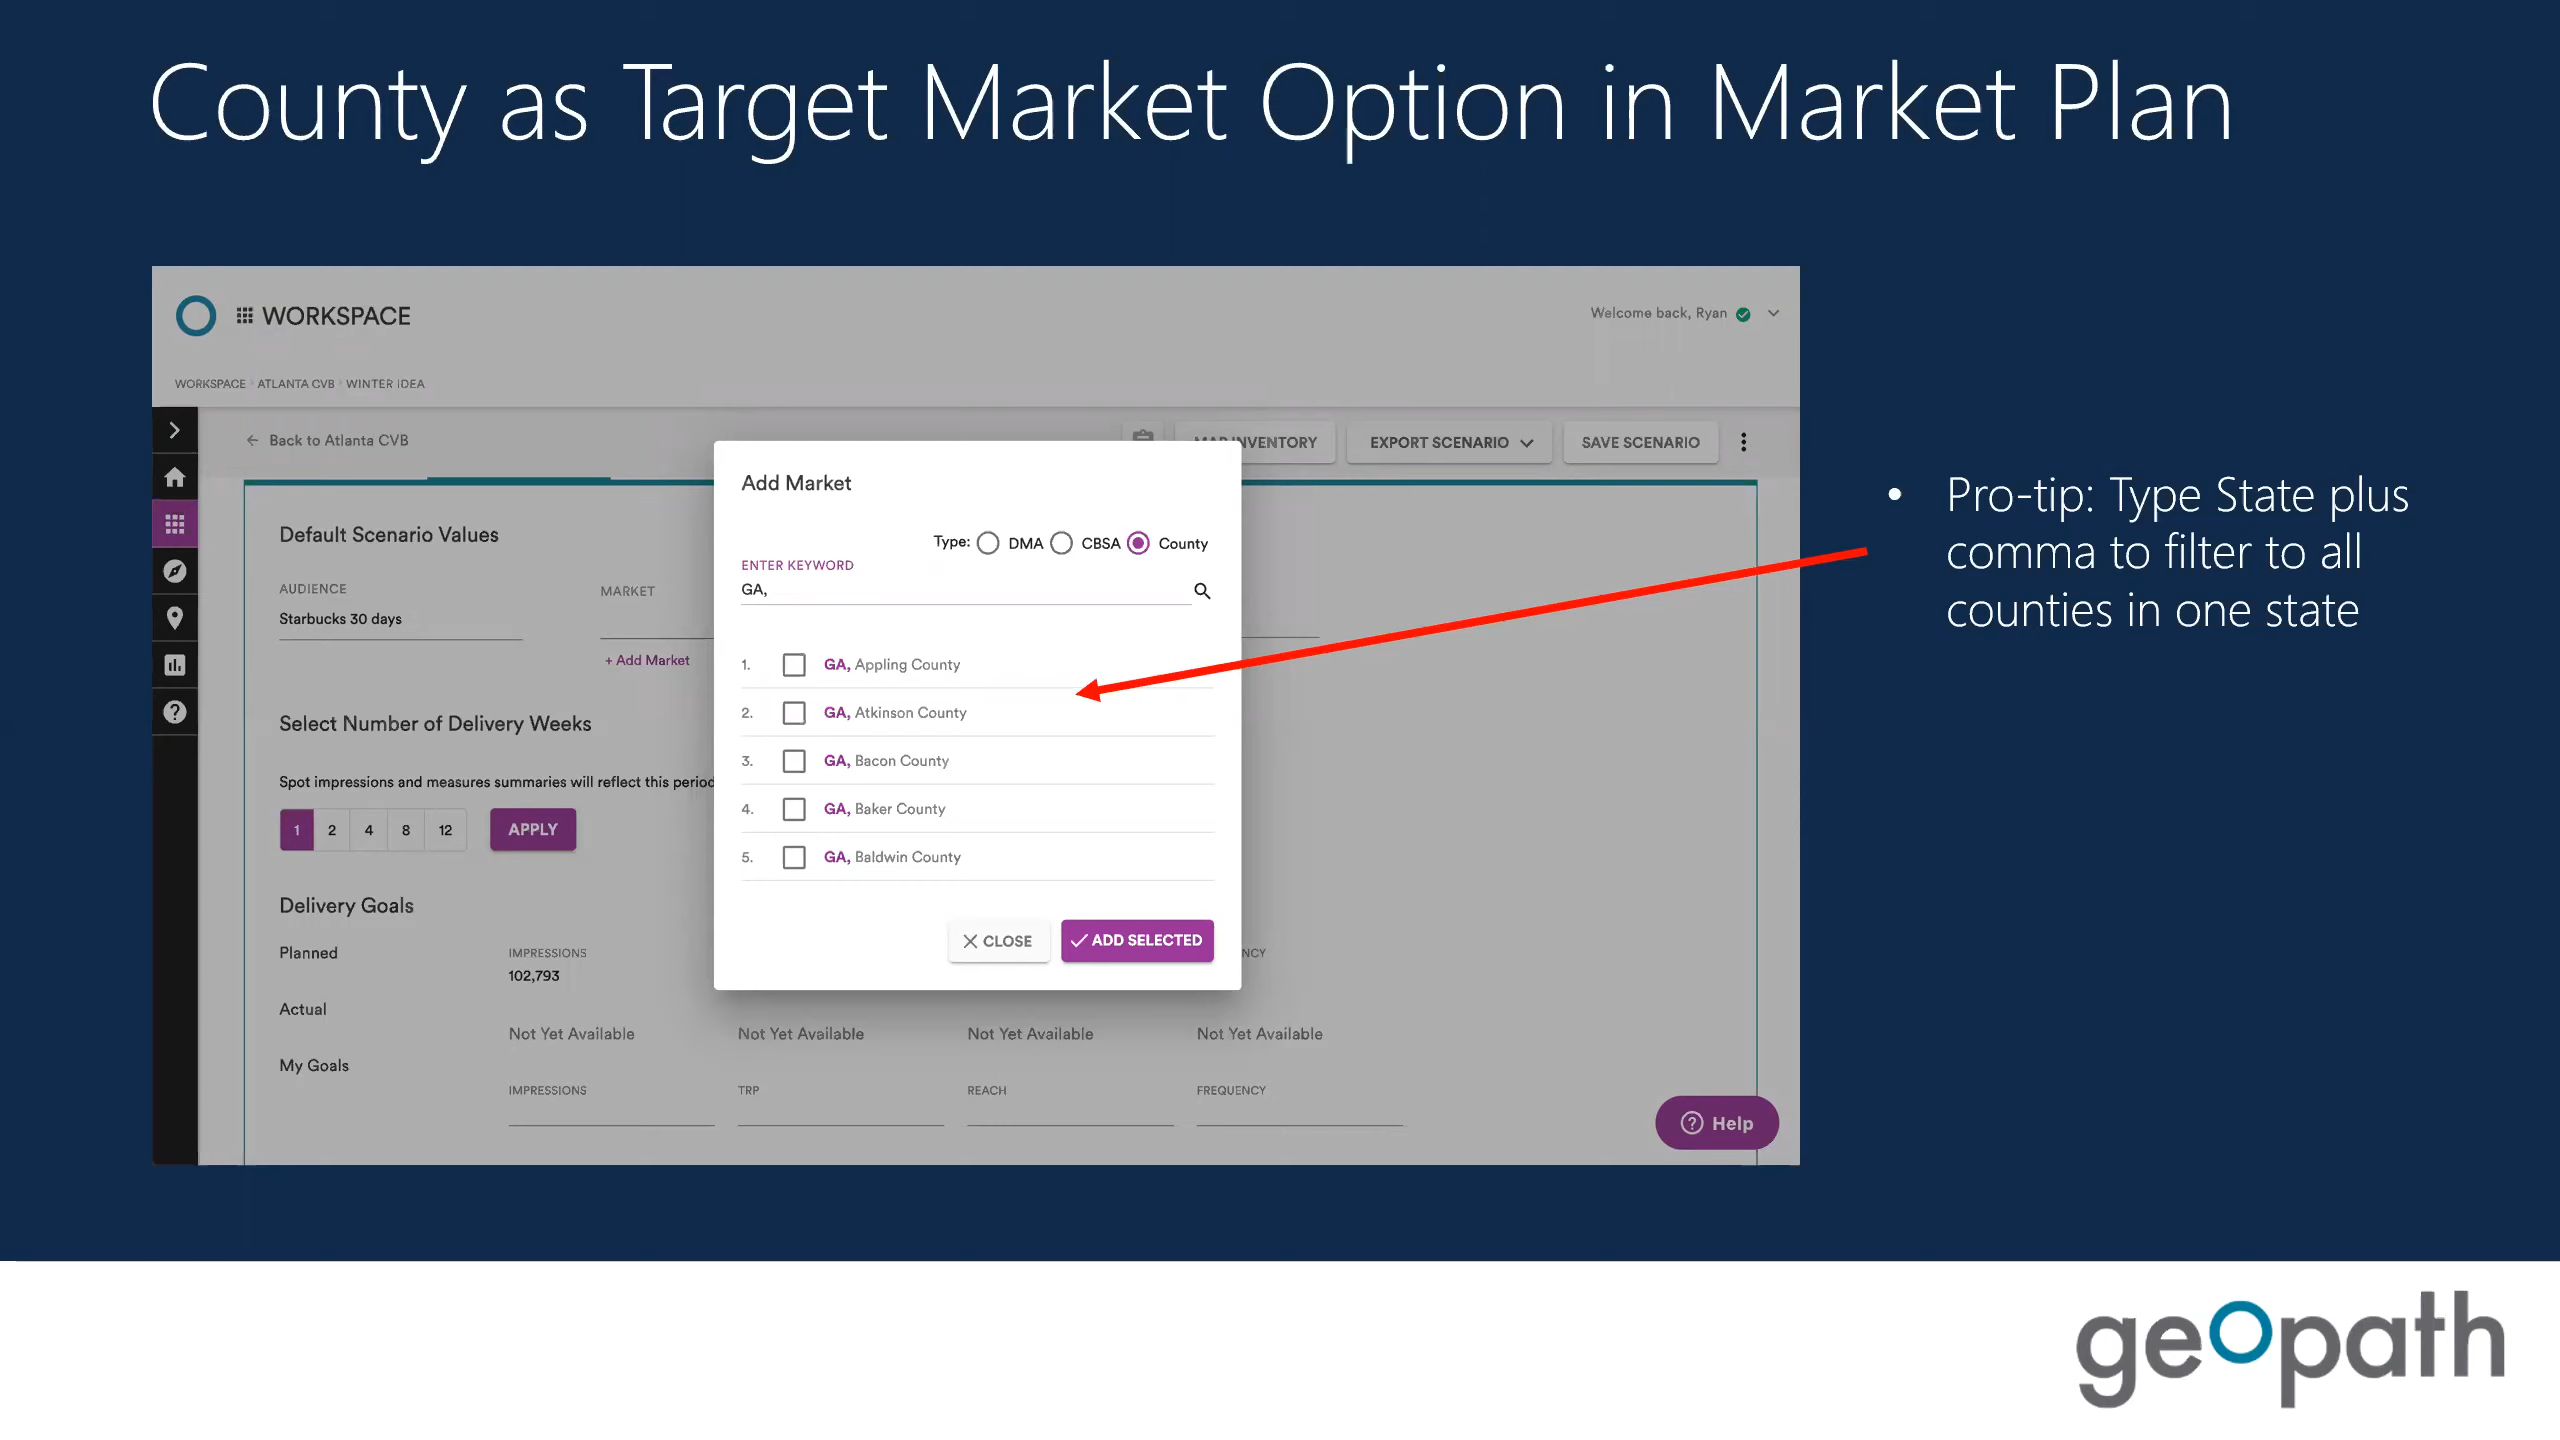 County as Target Market Option in Market Plan
WORKSPACE
Welcome back, Ryan
WORKSPACE ATLANTA CVB WINTER IDEA
Back to Atlanta CVB
INVENTORY
EXPORT SCENARIO
SAVE SCENARIO
Default Scenario Values
AUDIENCE
Starbucks 30 days
MARKET
+ Add Market
Select Number of Delivery Weeks
Spot impressions and measures summaries will reflect this period
1 2 4 8 12 APPLY
Delivery Goals
Planned
IMPRESSIONS
102,793
NCY
Actual
Not Yet Available Not Yet Available Not Yet Available Not Yet Available
My Goals
IMPRESSIONS TRP REACH FREQUENCY
Help
Add Market
Type: DMA CBSA County
ENTER KEYWORD
GA,
1. GA, Appling County
2. GA, Atkinson County
3. GA, Bacon County
4. GA, Baker County
5. GA, Baldwin County
CLOSE ADD SELECTED
• Pro-tip: Type State plus
comma to filter to all
counties in one state
geopath